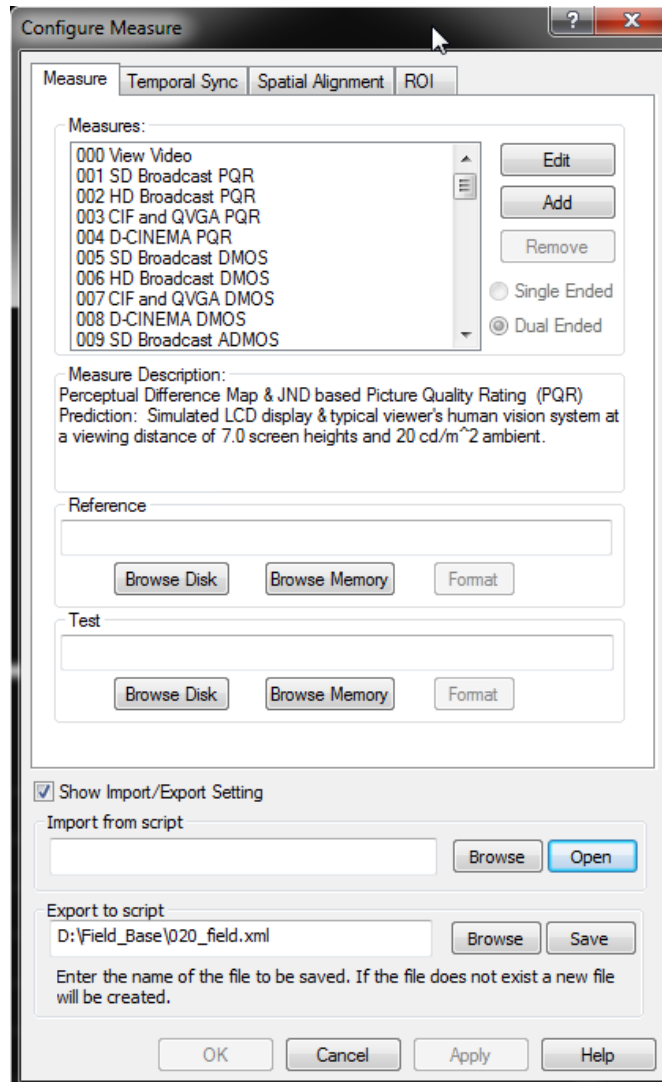 Configure Measure
?
Measure
Temporal Sync
Spatial Alignment
ROI
Measures:
000 View Video
001 SD Broadcast PQR
002 HD Broadcast PQR
003 CIF and QVGA PQR
004 D-CINEMA PQR
005 SD Broadcast DMOS
006 HD Broadcast DMOS
007 CIF and QVGA DMOS
008 D-CINEMA DMOS
009 SD Broadcast ADMOS
Edit
Add
Remove
Single Ended
Dual Ended
Measure Description:
Perceptual Difference Map & JND based Picture Quality Rating (PQR)
Prediction: Simulated LCD display & typical viewer's human vision system at
a viewing distance of 7.0 screen heights and 20 cd/m^2 ambient.
Reference
Browse Disk
Browse Memory
Format
Test
Browse Disk
Browse Memory
Format
Show Import/Export Setting
Import from script
Browse
Open
Export to script
D:\Field_Base\020_field.xml
Browse
Save
Enter the name of the file to be saved. If the file does not exist a new file
will be created.
OK
Cancel
Apply
Help